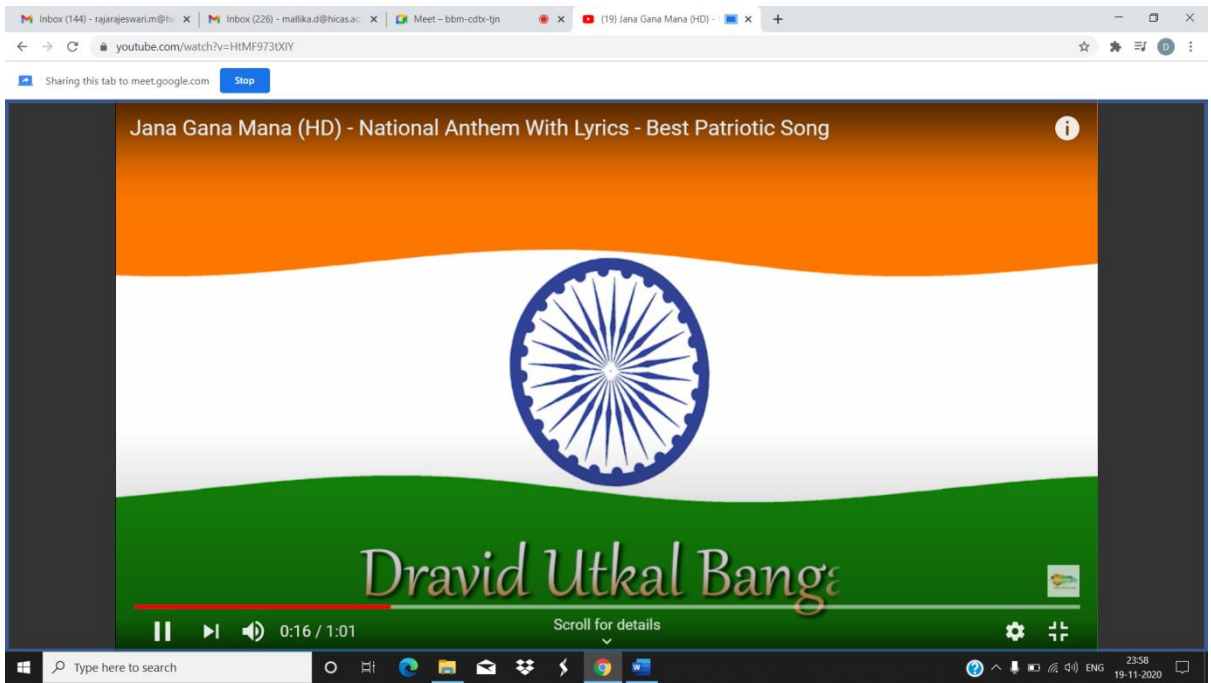 Inbox (144) - rajarajeswari.m@hi
Inbox (226) - mallika.d@hicas.ac.
Meet – bbm-cdtx-tjn
(19) Jana Gana Mana (HD) -
youtube.com/watch?v=HtMF973tXIY
D
Sharing this tab to meet.google.com
Stop
Jana Gana Mana (HD) - National Anthem With Lyrics - Best Patriotic Song
Dravid Utkal Banga
0:16 / 1:01
Scroll for details
Type here to search
ENG
23:58
19-11-2020